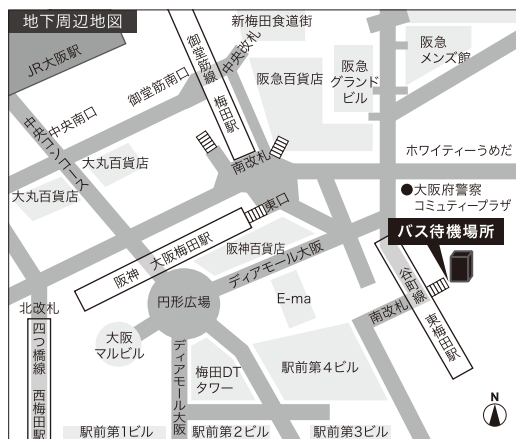 地下周辺地図
新梅田食道街
阪急
メンズ館
JR大阪駅
御堂筋線 梅田駅
中央改札
御堂筋南口
阪急百貨店
阪急
グランド
ビル
中央南口
中央コンコース
大丸百貨店
南改札
ホワイティーうめだ
大丸百貨店
東口
●大阪府警察
コミュティープラザ
バス待機場所
阪神 大阪梅田駅
阪神百貨店
ディアモール大阪
谷町線 東梅田駅
円形広場
E-ma
南改札
北改札
四つ橋線 西梅田駅
大阪
マルビル
ディアモール大阪
梅田DT
タワー
駅前第4ビル
N
駅前第1ビル
駅前第2ビル
駅前第3ビル